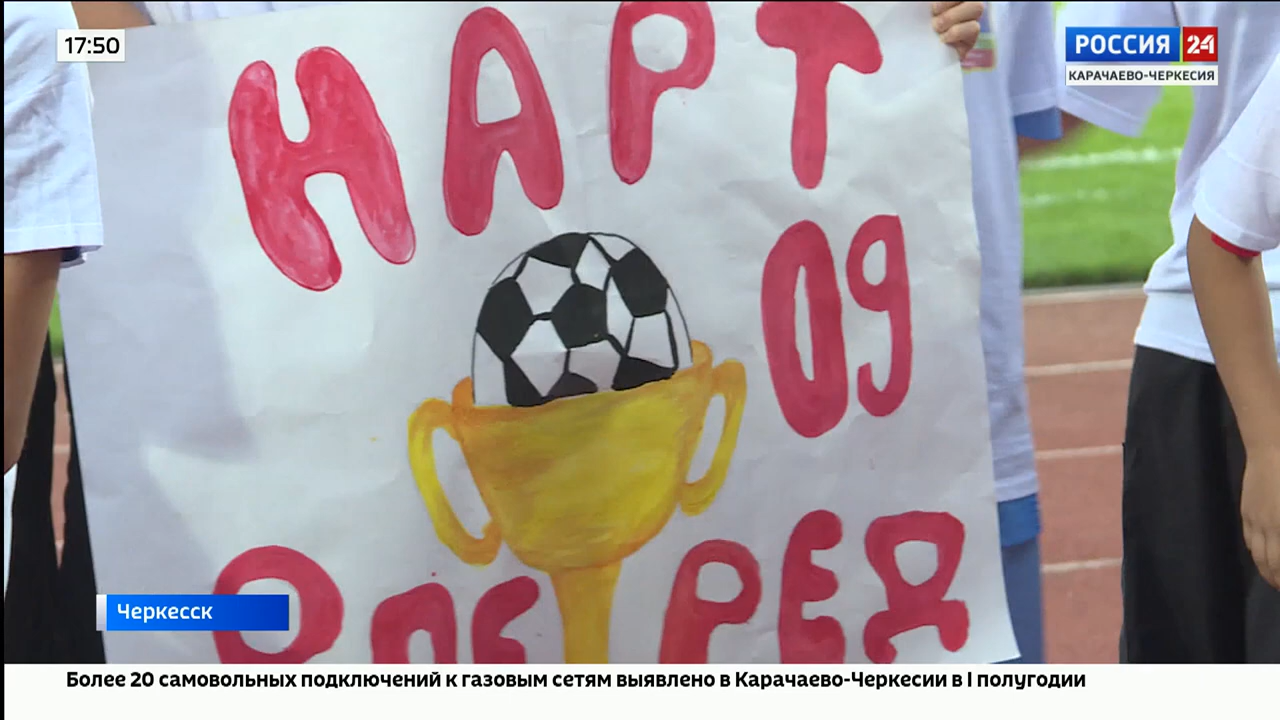 17:50
РОССИЯ 24
КАРАЧАЕВО-ЧЕРКЕСИЯ
НАРТ
09
ВПЕРЕД
Черкесск
Более 20 самовольных подключений к газовым сетям выявлено в Карачаево-Черкесии в I полугодии